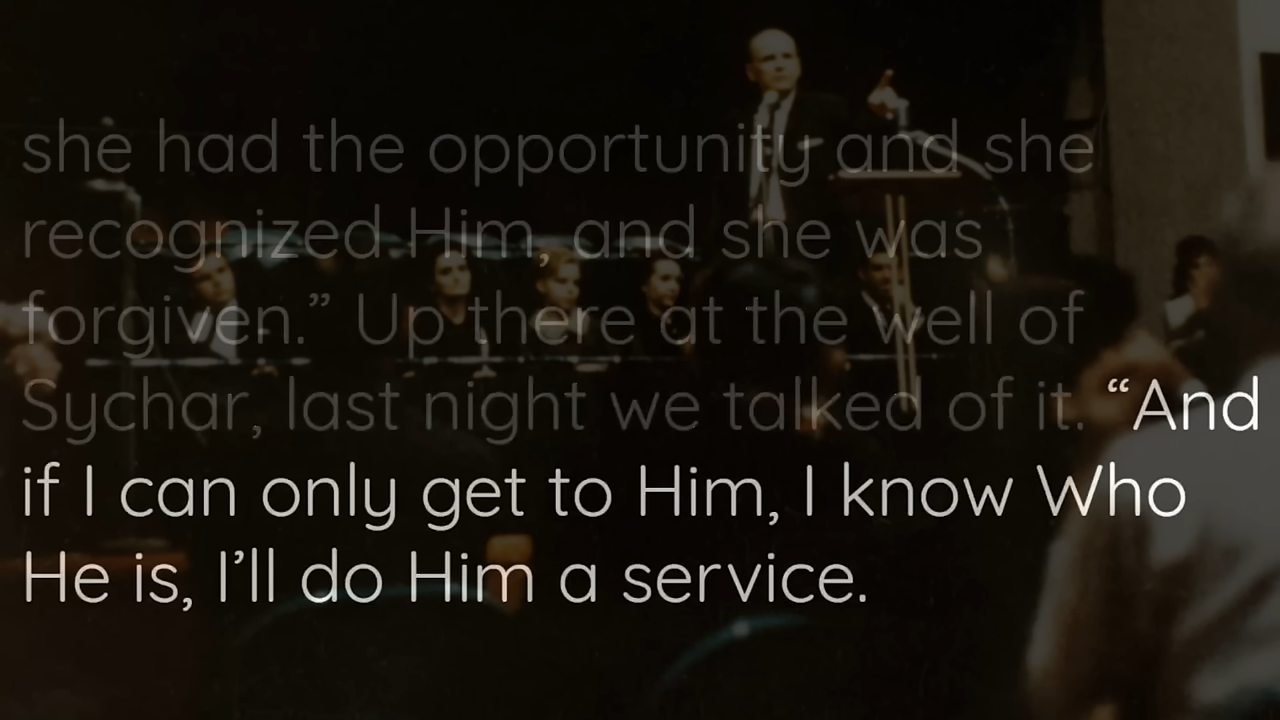 she had the opportunity and she
recognized Him, and she was
forgiven.” Up there at the well of
Sychar, last night we talked of it. “And
if I can only get to Him, I know Who
He is, I’ll do Him a service.